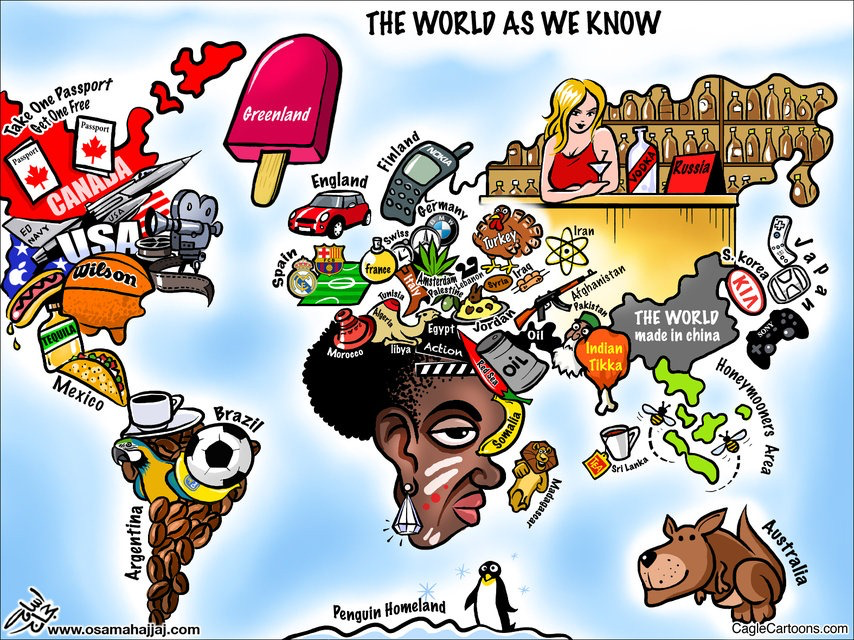 THE WORLD AS WE KNOW
Take One Passport
Get One Free
Passport
Passport
CANADA
Greenland
ED
NAVY
USA
USA
Wilson
TEQUILA
Mexico
Brazil
Argentina
England
Finland
NOKIA
Germany
BMW
Spain
france
Swiss
Amsterdam
Italy
Palestine
Lebanon
Turkey
syria
Iraq
Iran
Afghanistan
Pakistan
Jordan
Tunisia
Algeria
libya
Morocco
Egypt
Action
Red Sea
OIL
Oil
Somalia
Madagascar
VODKA
Russia
S. Korea
KIA
Japan
SONY
THE WORLD
made in china
Indian
Tikka
TEA
Sri Lanka
Honeymooners Area
Australia
Penguin Homeland
www.osamahajjaj.com
CagleCartoons.com